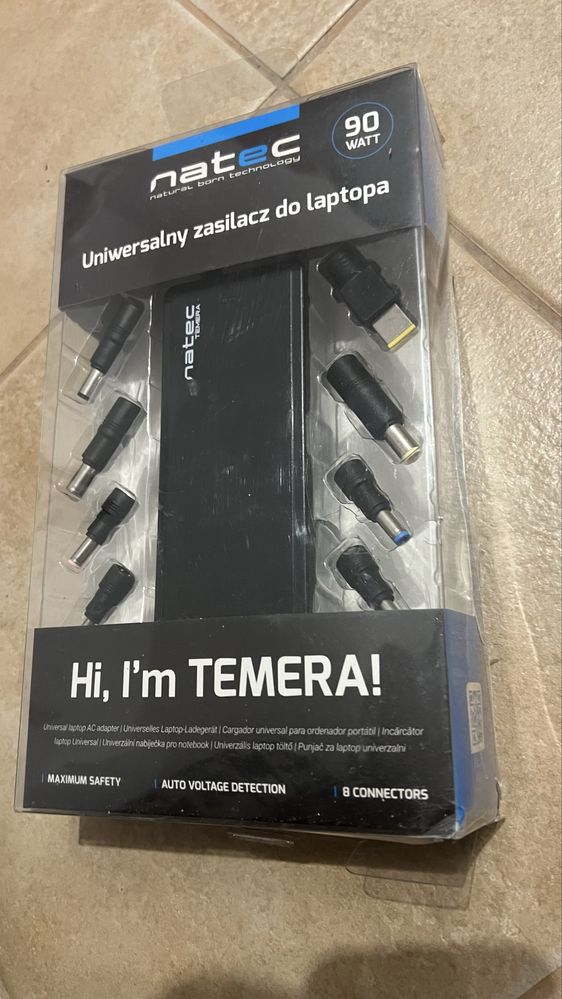 natec
natural born technology
90
WATT
Uniwersalny zasilacz do laptopa
natec
TEMERA
Hi, I'm TEMERA!
Universal laptop AC adapter | Universelles Laptop-Ladegerät | Cargador universal para ordenador portátil | Incărcător
laptop Universal | Univerzální nabíječka pro notebook | Univerzális laptop töltő | Punjač za laptop univerzalni
| MAXIMUM SAFETY
| AUTO VOLTAGE DETECTION
| 8 CONNECTORS